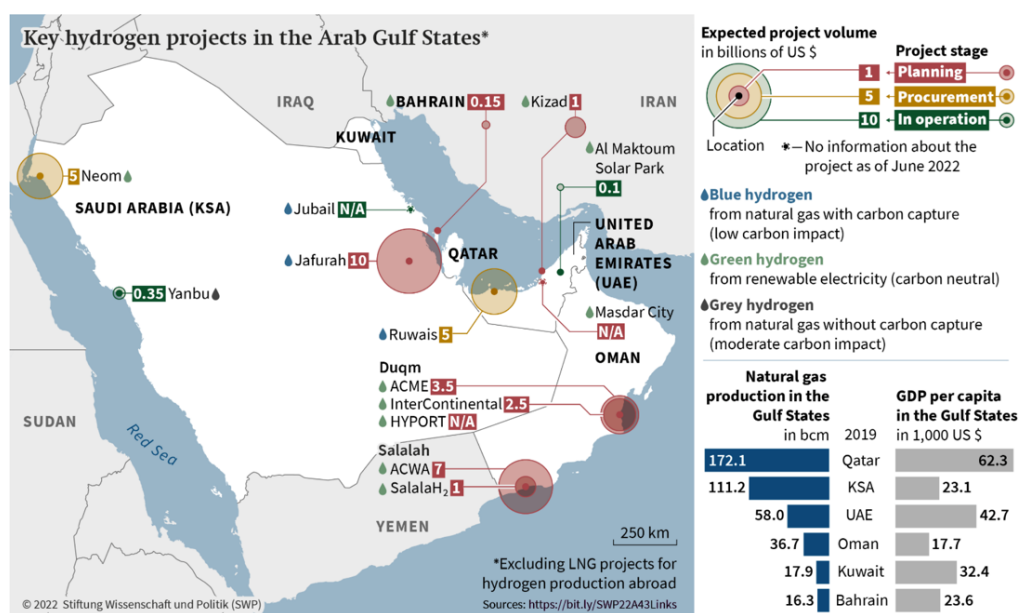 Key hydrogen projects in the Arab Gulf States*
IRAQ
BAHRAIN 0.15
Kizad 1
IRAN
KUWAIT
Al Maktoum
Solar Park
0.1
5 Neom
SAUDI ARABIA (KSA)
Jubail N/A
UNITED
ARAB
EMIRATES
(UAE)
QATAR
Jafurah 10
0.35 Yanbu
Masdar City
N/A
Ruwais 5
OMAN
Duqm
ACME 3.5
InterContinental 2.5
HYPORT N/A
SUDAN
Red Sea
Salalah
ACWA 7
SalalaH₂ 1
YEMEN
250 km
*Excluding LNG projects for
hydrogen production abroad
© 2022 Stiftung Wissenschaft und Politik (SWP)
Sources: https://bit.ly/SWP22A43Links
Expected project volume
in billions of US $
Project stage
1 Planning
5 Procurement
10 In operation
Location
*– No information about the
project as of June 2022
Blue hydrogen
from natural gas with carbon capture
(low carbon impact)
Green hydrogen
from renewable electricity (carbon neutral)
Grey hydrogen
from natural gas without carbon capture
(moderate carbon impact)
Natural gas
production in the
Gulf States
in bcm
2019
GDP per capita
in the Gulf States
in 1,000 US $
172.1 Qatar 62.3
111.2 KSA 23.1
58.0 UAE 42.7
36.7 Oman 17.7
17.9 Kuwait 32.4
16.3 Bahrain 23.6